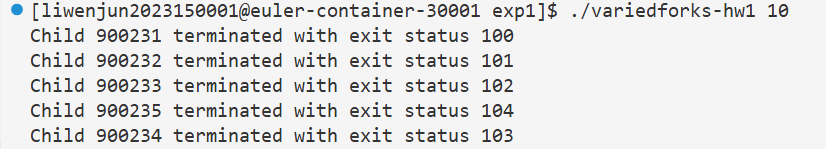 [liwenjun2023150001@euler-container-30001 exp1]$ ./variedforks-hw1 10
Child 900231 terminated with exit status 100
Child 900232 terminated with exit status 101
Child 900233 terminated with exit status 102
Child 900235 terminated with exit status 104
Child 900234 terminated with exit status 103